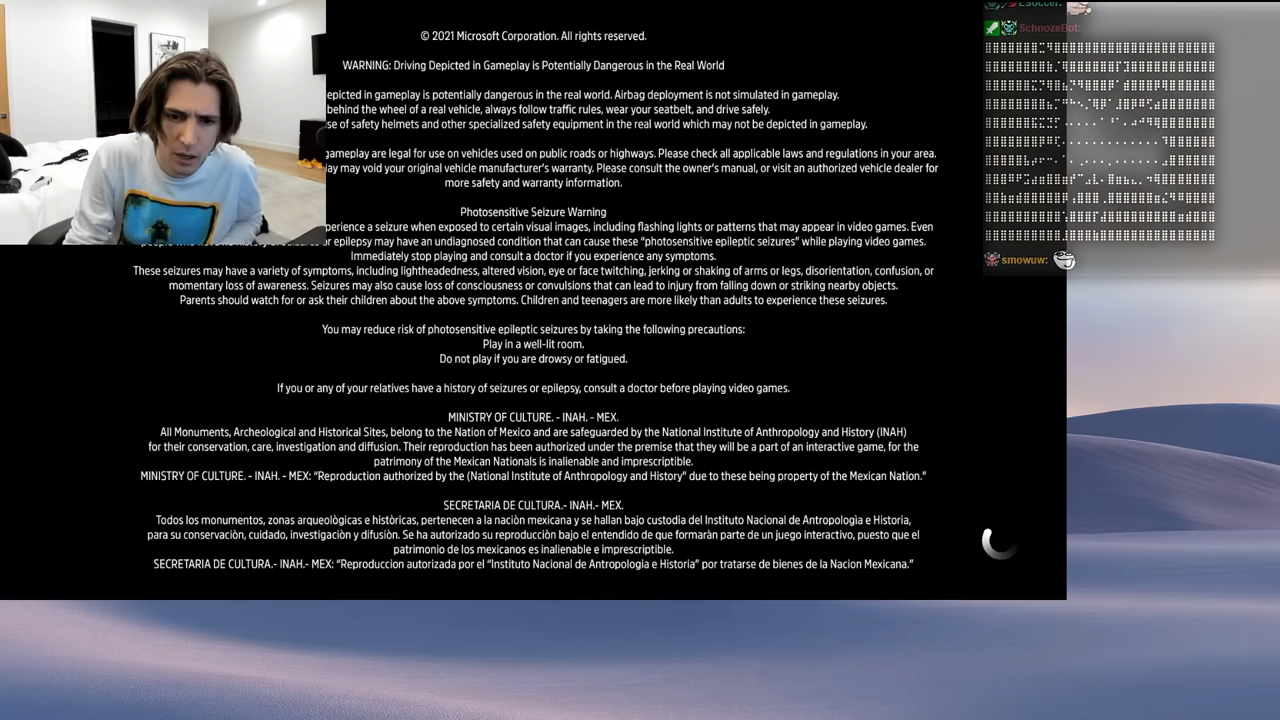 © 2021 Microsoft Corporation. All rights reserved.
WARNING: Driving Depicted in Gameplay is Potentially Dangerous in the Real World
depicted in gameplay is potentially dangerous in the real world. Airbag deployment is not simulated in gameplay.
behind the wheel of a real vehicle, always follow traffic rules, wear your seatbelt, and drive safely.
of safety helmets and other specialized safety equipment in the real world which may not be depicted in gameplay.
gameplay are legal for use on vehicles used on public roads or highways. Please check all applicable laws and regulations in your area.
may void your original vehicle manufacturer's warranty. Please consult the owner's manual, or visit an authorized vehicle dealer for
more safety and warranty information.
Photosensitive Seizure Warning
experience a seizure when exposed to certain visual images, including flashing lights or patterns that may appear in video games. Even
or epilepsy may have an undiagnosed condition that can cause these "photosensitive epileptic seizures" while playing video games.
Immediately stop playing and consult a doctor if you experience any symptoms.
These seizures may have a variety of symptoms, including lightheadedness, altered vision, eye or face twitching, jerking or shaking of arms or legs, disorientation, confusion, or
momentary loss of awareness. Seizures may also cause loss of consciousness or convulsions that can lead to injury from falling down or striking nearby objects.
Parents should watch for or ask their children about the above symptoms. Children and teenagers are more likely than adults to experience these seizures.
You may reduce risk of photosensitive epileptic seizures by taking the following precautions:
Play in a well-lit room.
Do not play if you are drowsy or fatigued.
If you or any of your relatives have a history of seizures or epilepsy, consult a doctor before playing video games.
MINISTRY OF CULTURE. - INAH. - MEX.
All Monuments, Archeological and Historical Sites, belong to the Nation of Mexico and are safeguarded by the National Institute of Anthropology and History (INAH)
for their conservation, care, investigation and diffusion. Their reproduction has been authorized under the premise that they will be a part of an interactive game, for the
patrimony of the Mexican Nationals is inalienable and imprescriptible.
MINISTRY OF CULTURE. - INAH. - MEX: “Reproduction authorized by the (National Institute of Anthropology and History” due to these being property of the Mexican Nation.”
SECRETARIA DE CULTURA.- INAH.- MEX.
Todos los monumentos, zonas arqueològicas e històricas, pertenecen a la naciòn mexicana y se hallan bajo custodia del Instituto Nacional de Antropologìa e Historia,
para su conservaciòn, cuidado, investigaciòn y difusiòn. Se ha autorizado su reproducciòn bajo el entendido de que formaràn parte de un juego interactivo, puesto que el
patrimonio de los mexicanos es inalienable e imprescriptible.
SECRETARIA DE CULTURA.- INAH.- MEX: “Reproduccion autorizada por el “Instituto Nacional de Antropologia e Historia” por tratarse de bienes de la Nacion Mexicana.”
Esoccer:
SchnozeBot:
smowuw: